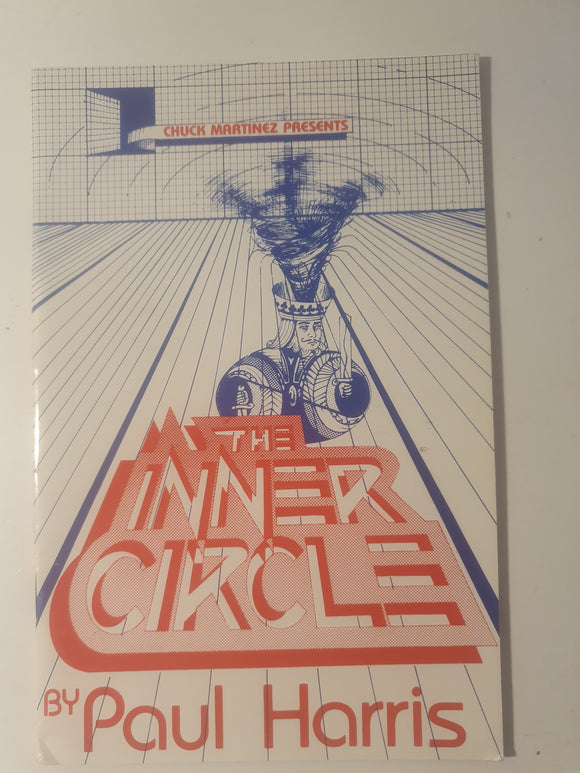 CHUCK MARTINEZ PRESENTS
THE
INNER
CIRCLE
BY Paul Harris